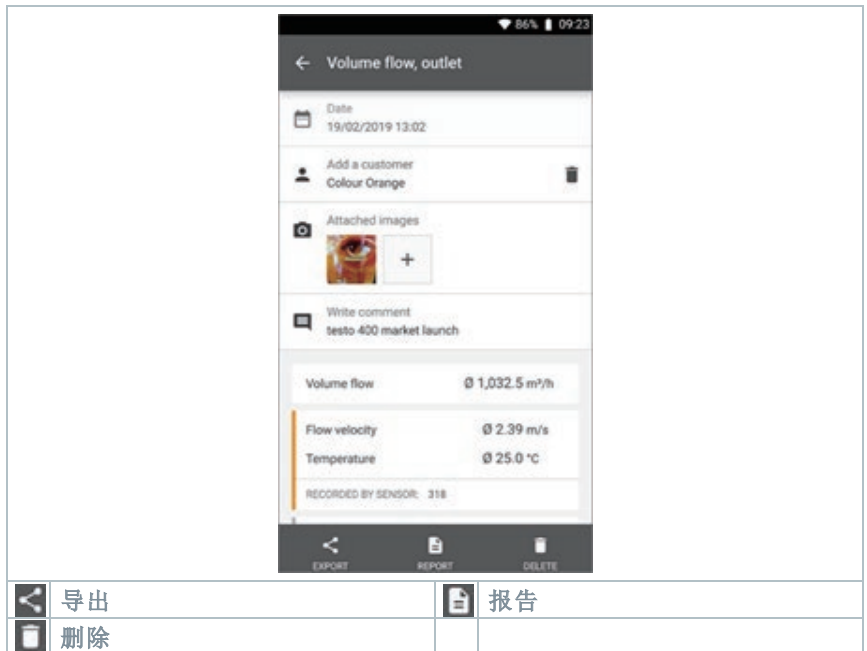 86% 09:23
Volume flow, outlet
Date
19/02/2019 13:02
Add a customer
Colour Orange
Attached images
+
Write comment
testo 400 market launch
Volume flow Ø 1,032.5 m³/h
Flow velocity Ø 2.39 m/s
Temperature Ø 25.0 °C
RECORDED BY SENSOR: 318
EXPORT REPORT DELETE
导出 报告
删除